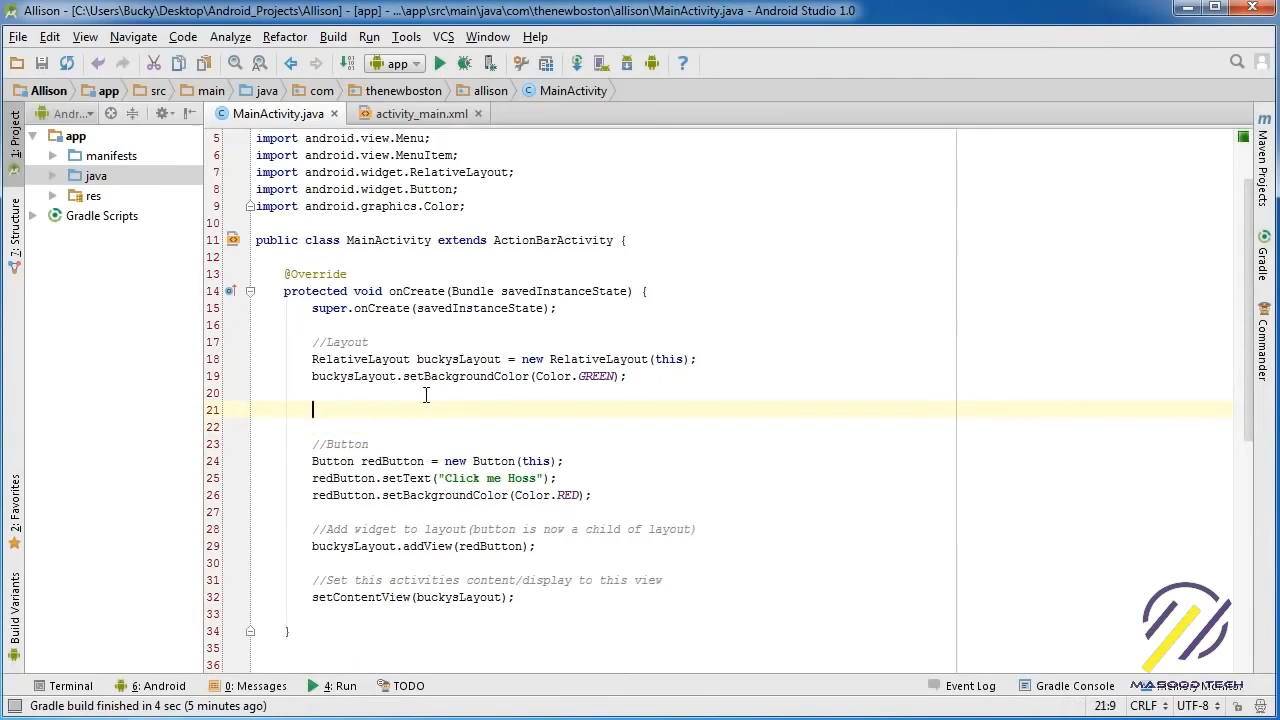 Allison - [C:\Users\Bucky\Desktop\Android_Projects\Allison] - [app] - ...\app\src\main\java\com\thenewboston\allison\MainActivity.java - Android Studio 1.0
File Edit View Navigate Code Analyze Refactor Build Run Tools VCS Window Help
app
Allison app src main java com thenewboston allison MainActivity
Andr... MainActivity.java activity_main.xml
1: Project
7: Structure
2: Favorites
Build Variants
app
manifests
java
res
Gradle Scripts
5 import android.view.Menu;
6 import android.view.MenuItem;
7 import android.widget.RelativeLayout;
8 import android.widget.Button;
9 import android.graphics.Color;
10
11 public class MainActivity extends ActionBarActivity {
12
13 @Override
14 protected void onCreate(Bundle savedInstanceState) {
15 super.onCreate(savedInstanceState);
16
17 //Layout
18 RelativeLayout buckysLayout = new RelativeLayout(this);
19 buckysLayout.setBackgroundColor(Color.GREEN);
20
21
22
23 //Button
24 Button redButton = new Button(this);
25 redButton.setText("Click me Hoss");
26 redButton.setBackgroundColor(Color.RED);
27
28 //Add widget to layout(button is now a child of layout)
29 buckysLayout.addView(redButton);
30
31 //Set this activities content/display to this view
32 setContentView(buckysLayout);
33
34 }
35
36
m Maven Projects
Gradle
Commander
MASOODITECH
Terminal 6: Android 0: Messages 4: Run TODO Event Log Gradle Console
Gradle build finished in 4 sec (5 minutes ago) 21:9 CRLF UTF-8